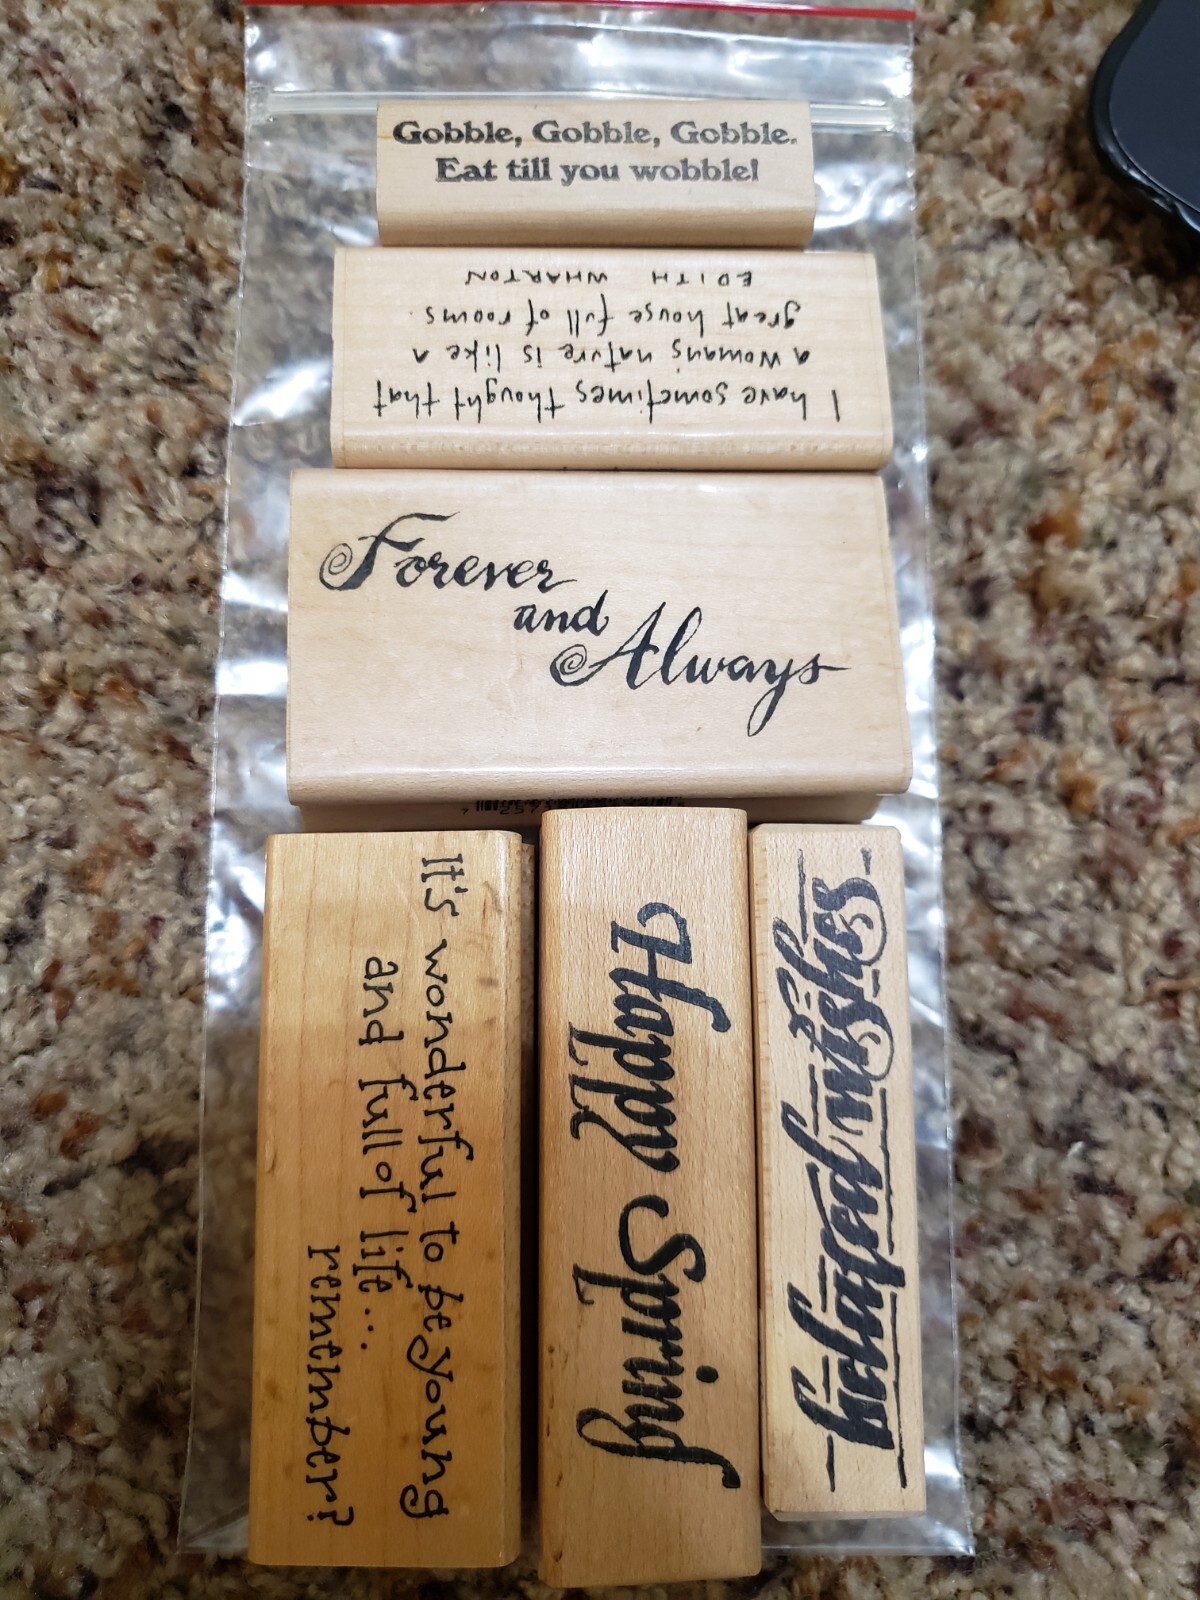 Gobble, Gobble, Gobble.
Eat till you wobble!
I have sometimes thought that
a woman's nature is like a
great house full of rooms.
EDITH WHARTON
Forever
and
Always
It's wonderful to be young
and full of life...
remember?
Happy Spring
belated wishes